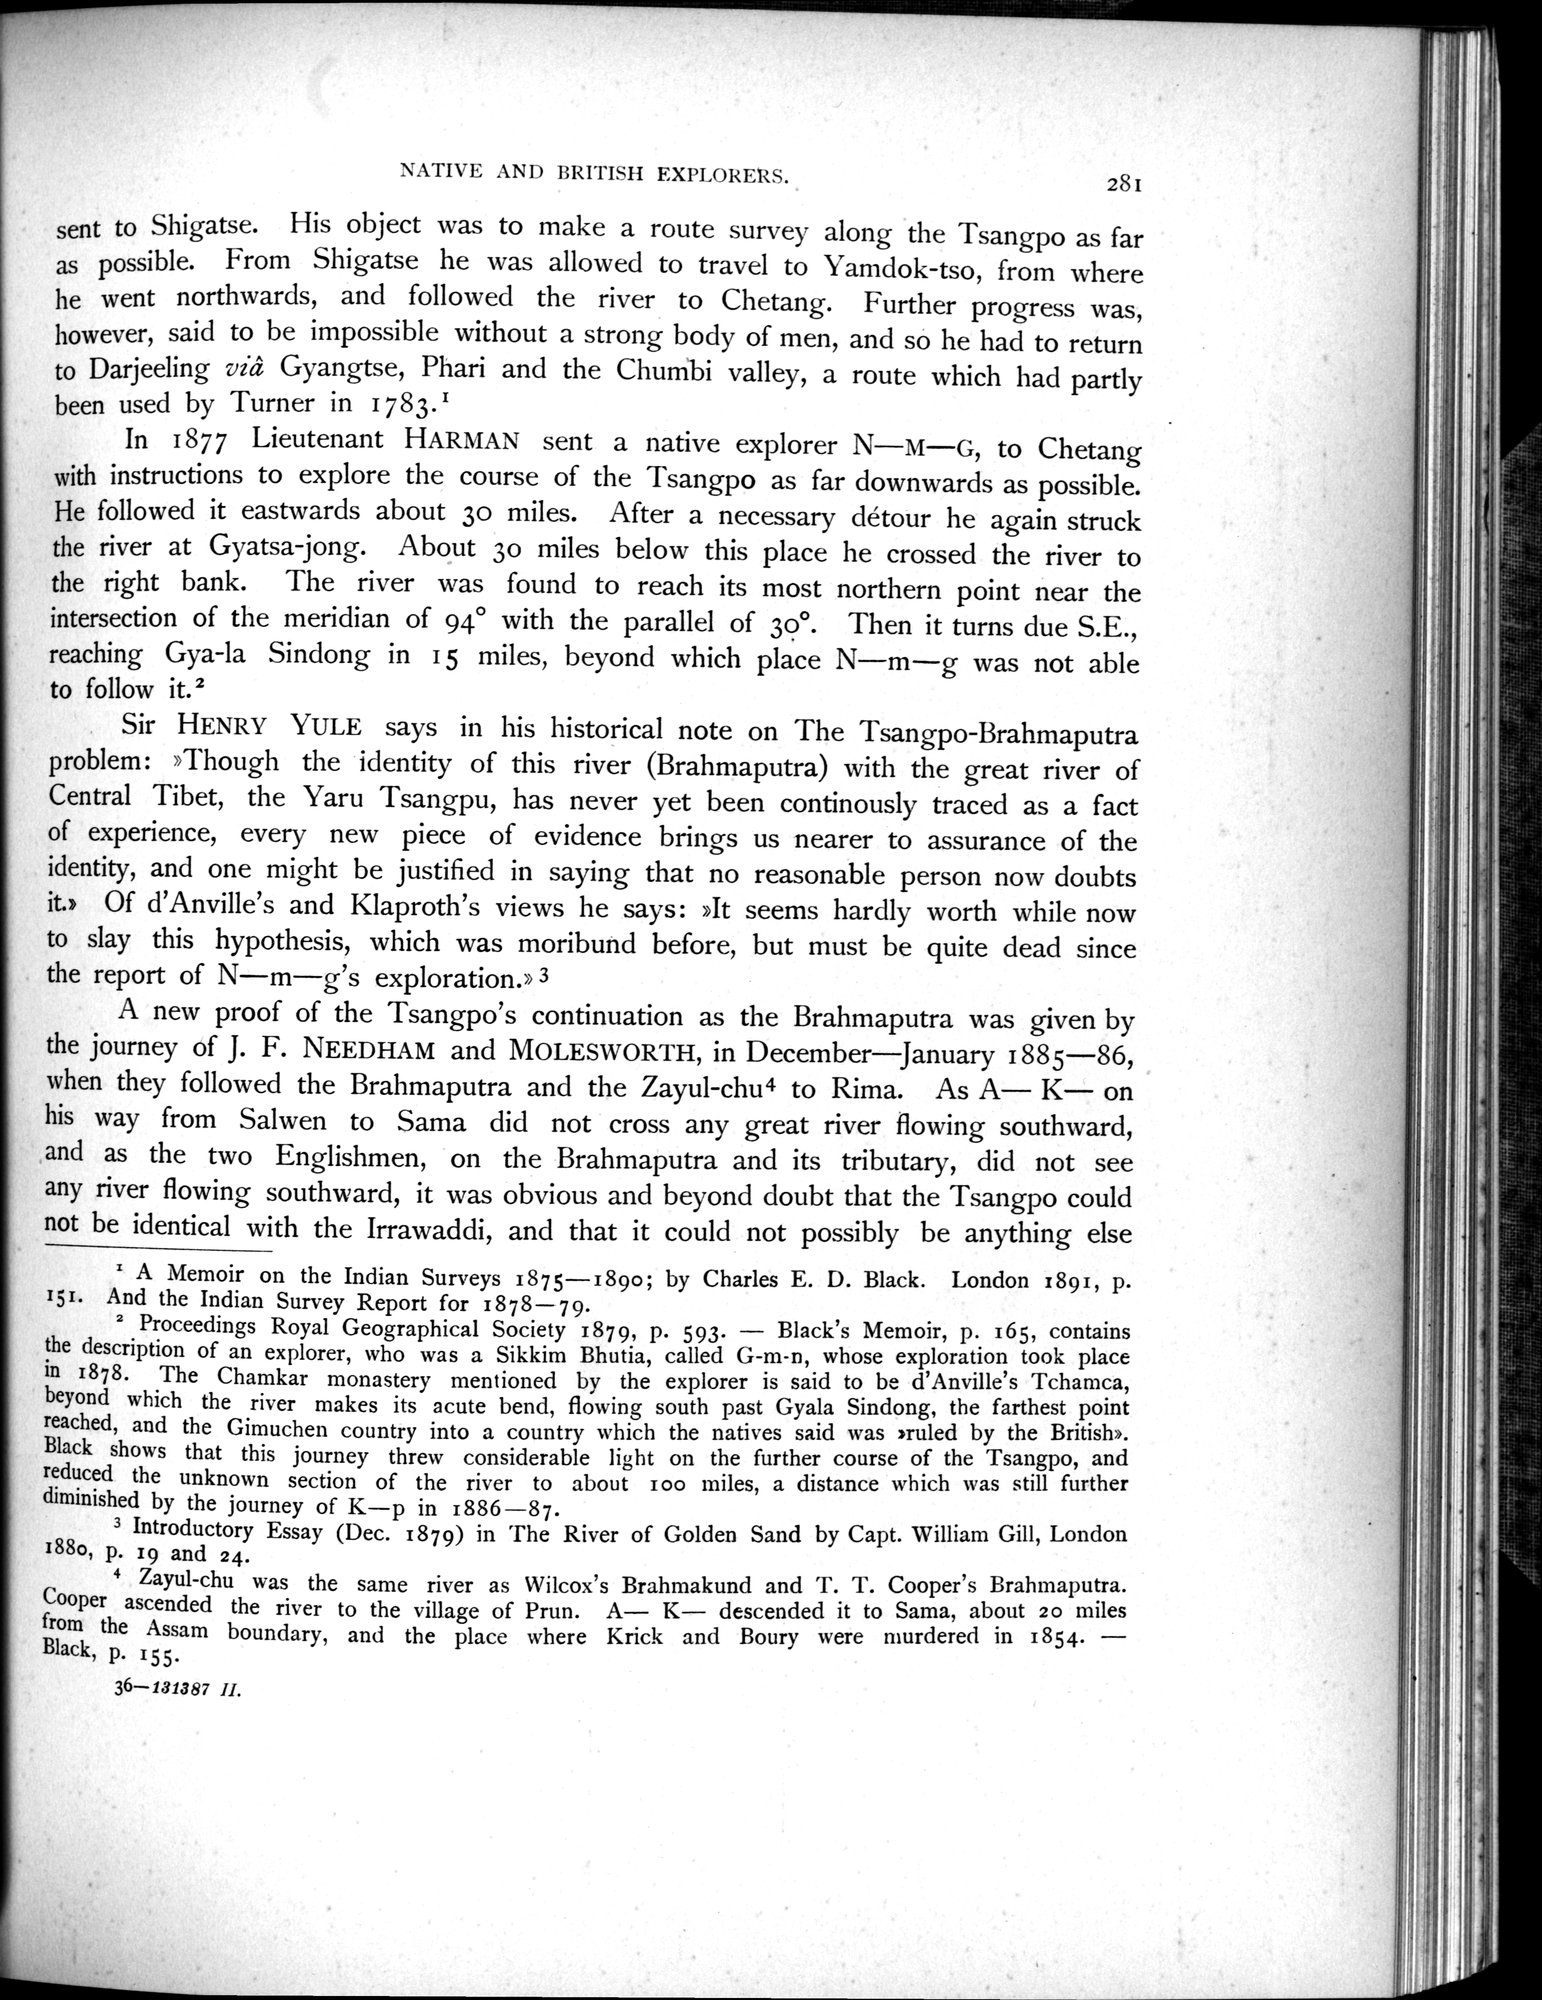 NATIVE AND BRITISH EXPLORERS. 281
sent to Shigatse. His object was to make a route survey along the Tsangpo as far
as possible. From Shigatse he was allowed to travel to Yamdok-tso, from where
he went northwards, and followed the river to Chetang. Further progress was,
however, said to be impossible without a strong body of men, and so he had to return
to Darjeeling viâ Gyangtse, Phari and the Chumbi valley, a route which had partly
been used by Turner in 1783.¹
In 1877 Lieutenant HARMAN sent a native explorer N—M—G, to Chetang
with instructions to explore the course of the Tsangpo as far downwards as possible.
He followed it eastwards about 30 miles. After a necessary détour he again struck
the river at Gyatsa-jong. About 30 miles below this place he crossed the river to
the right bank. The river was found to reach its most northern point near the
intersection of the meridian of 94° with the parallel of 30°. Then it turns due S.E.,
reaching Gya-la Sindong in 15 miles, beyond which place N—m—g was not able
to follow it.²
Sir HENRY YULE says in his historical note on The Tsangpo-Brahmaputra
problem: »Though the identity of this river (Brahmaputra) with the great river of
Central Tibet, the Yaru Tsangpu, has never yet been continously traced as a fact
of experience, every new piece of evidence brings us nearer to assurance of the
identity, and one might be justified in saying that no reasonable person now doubts
it.» Of d'Anville's and Klaproth's views he says: »It seems hardly worth while now
to slay this hypothesis, which was moribund before, but must be quite dead since
the report of N—m—g's exploration.»³
A new proof of the Tsangpo's continuation as the Brahmaputra was given by
the journey of J. F. NEEDHAM and MOLESWORTH, in December—January 1885—86,
when they followed the Brahmaputra and the Zayul-chu⁴ to Rima. As A— K— on
his way from Salwen to Sama did not cross any great river flowing southward,
and as the two Englishmen, on the Brahmaputra and its tributary, did not see
any river flowing southward, it was obvious and beyond doubt that the Tsangpo could
not be identical with the Irrawaddi, and that it could not possibly be anything else
¹ A Memoir on the Indian Surveys 1875—1890; by Charles E. D. Black. London 1891, p.
151. And the Indian Survey Report for 1878—79.
² Proceedings Royal Geographical Society 1879, p. 593. — Black's Memoir, p. 165, contains
the description of an explorer, who was a Sikkim Bhutia, called G-m-n, whose exploration took place
in 1878. The Chamkar monastery mentioned by the explorer is said to be d'Anville's Tchamca,
beyond which the river makes its acute bend, flowing south past Gyala Sindong, the farthest point
reached, and the Gimuchen country into a country which the natives said was »ruled by the British».
Black shows that this journey threw considerable light on the further course of the Tsangpo, and
reduced the unknown section of the river to about 100 miles, a distance which was still further
diminished by the journey of K—p in 1886—87.
³ Introductory Essay (Dec. 1879) in The River of Golden Sand by Capt. William Gill, London
1880, p. 19 and 24.
⁴ Zayul-chu was the same river as Wilcox's Brahmakund and T. T. Cooper's Brahmaputra.
Cooper ascended the river to the village of Prun. A— K— descended it to Sama, about 20 miles
from the Assam boundary, and the place where Krick and Boury were murdered in 1854. —
Black, p. 155.
36—131387 II.